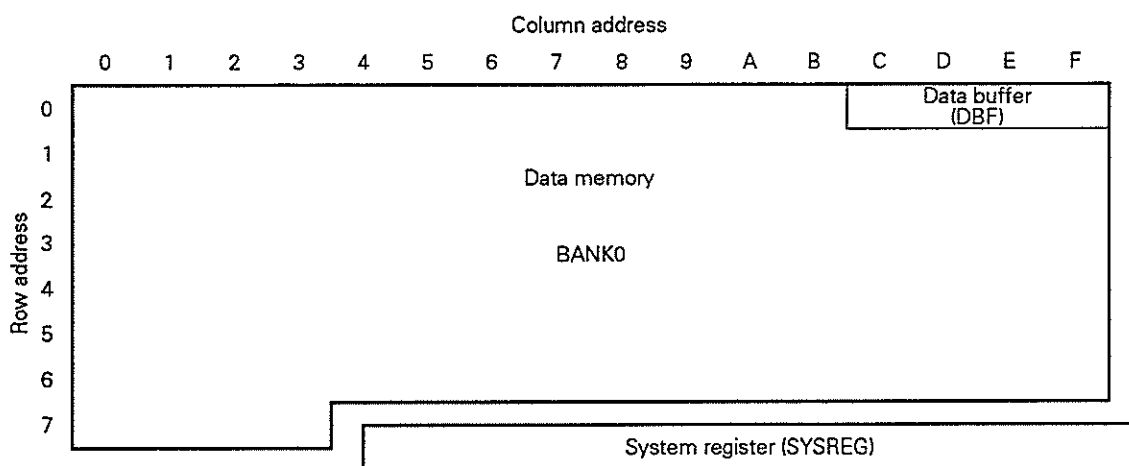 Column address
0 1 2 3 4 5 6 7 8 9 A B C D E F
Row address
0
Data buffer
(DBF)
1
Data memory
2
3
BANK0
4
5
6
7
System register (SYSREG)